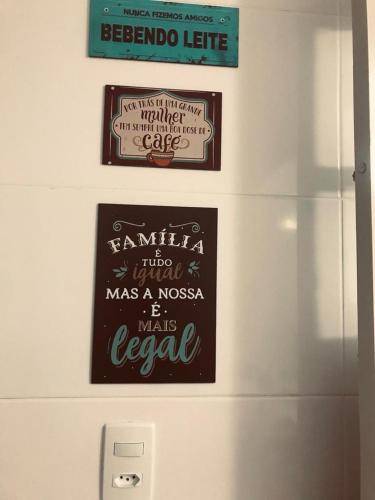 NUNCA FIZEMOS AMIGOS
BEBENDO LEITE
POR TRÁS DE UMA GRANDE
mulher
TEM SEMPRE UMA BOA DOSE DE
CAFÉ
FAMÍLIA
É
TUDO
igual
MAS A NOSSA
É
MAIS
legal